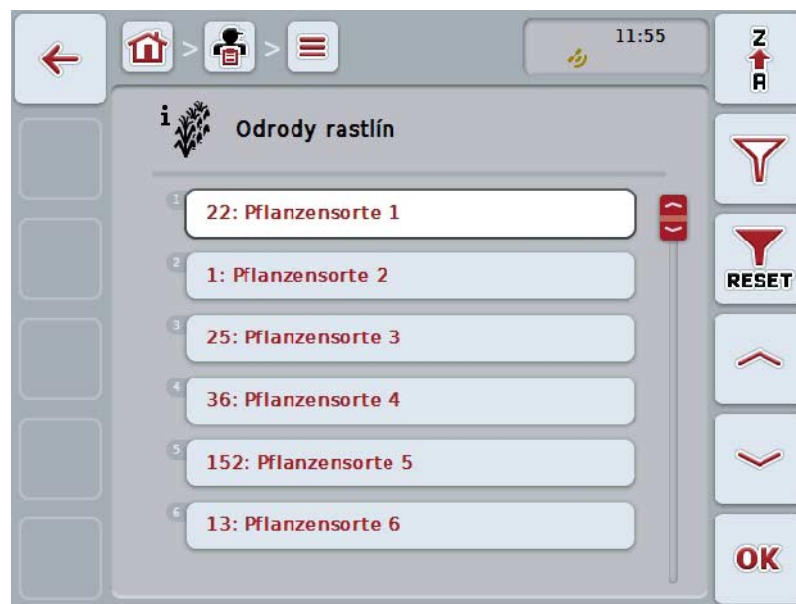 11:55
Z
A
i
Odrody rastlín
1
22: Pflanzensorte 1
2
1: Pflanzensorte 2
RESET
3
25: Pflanzensorte 3
4
36: Pflanzensorte 4
5
152: Pflanzensorte 5
6
13: Pflanzensorte 6
OK